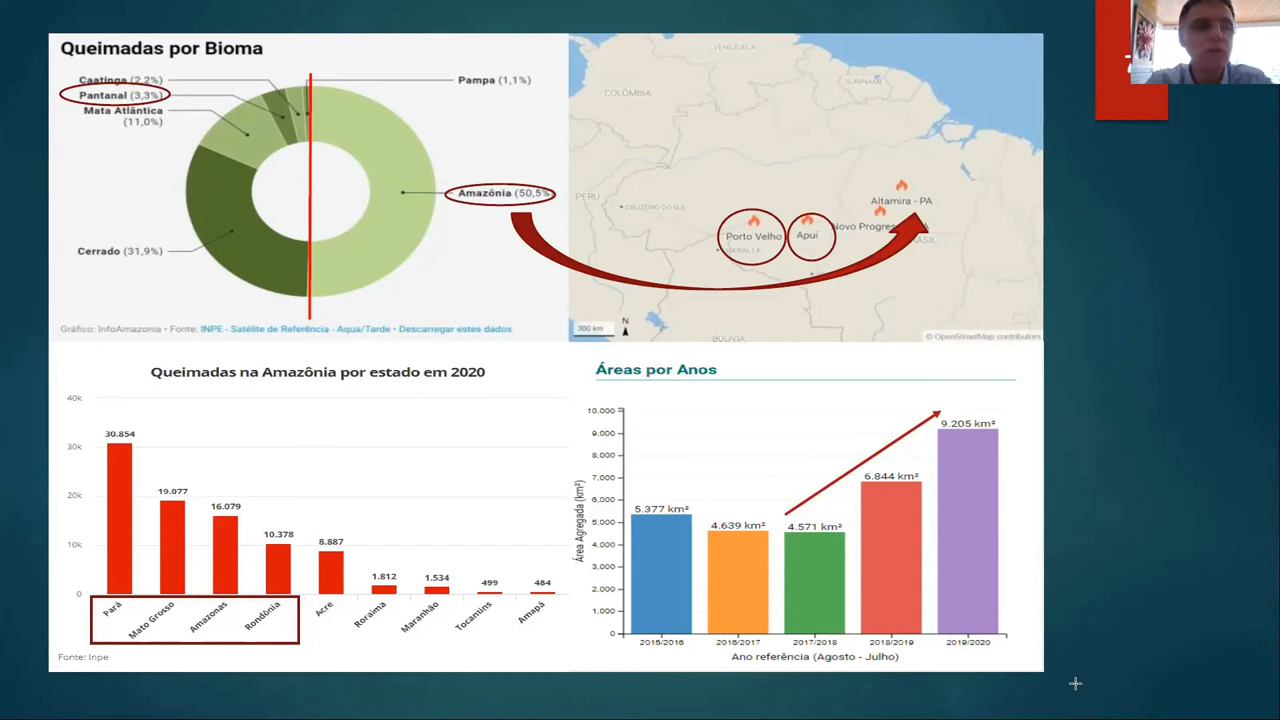 Queimadas por Bioma
Caatinga (2,2%)
Pantanal (3,3%)
Mata Atlântica
(11,0%)
Cerrado (31,9%)
Pampa (1,1%)
Amazônia (50,5%
Gráfico: InfoAmazonia • Fonte: INPE - Satélite de Referência - Aqua/Tarde • Descarregar estes dados
VENEZUELA
SURINAME
COLÔMBIA
PERU
CRUZEIRO DO SUL
Altamira - PA
Novo Progres
Porto Velho
Apuí
BOLÍVIA
300 km
N
© OpenStreetMap contributors
Queimadas na Amazônia por estado em 2020
40k
30k
20k
10k
0
30.854
19.077
16.079
10.378
8.887
1.812
1.534
499
484
Pará
Mato Grosso
Amazonas
Rondônia
Acre
Roraima
Maranhão
Tocantins
Amapá
Fonte: Inpe
Áreas por Anos
Área Agregada (km²)
10,000
9,000
8,000
7,000
6,000
5,000
4,000
3,000
2,000
1,000
0
5.377 km²
4.639 km²
4.571 km²
6.844 km²
9.205 km²
2015/2016
2016/2017
2017/2018
2018/2019
2019/2020
Ano referência (Agosto - Julho)